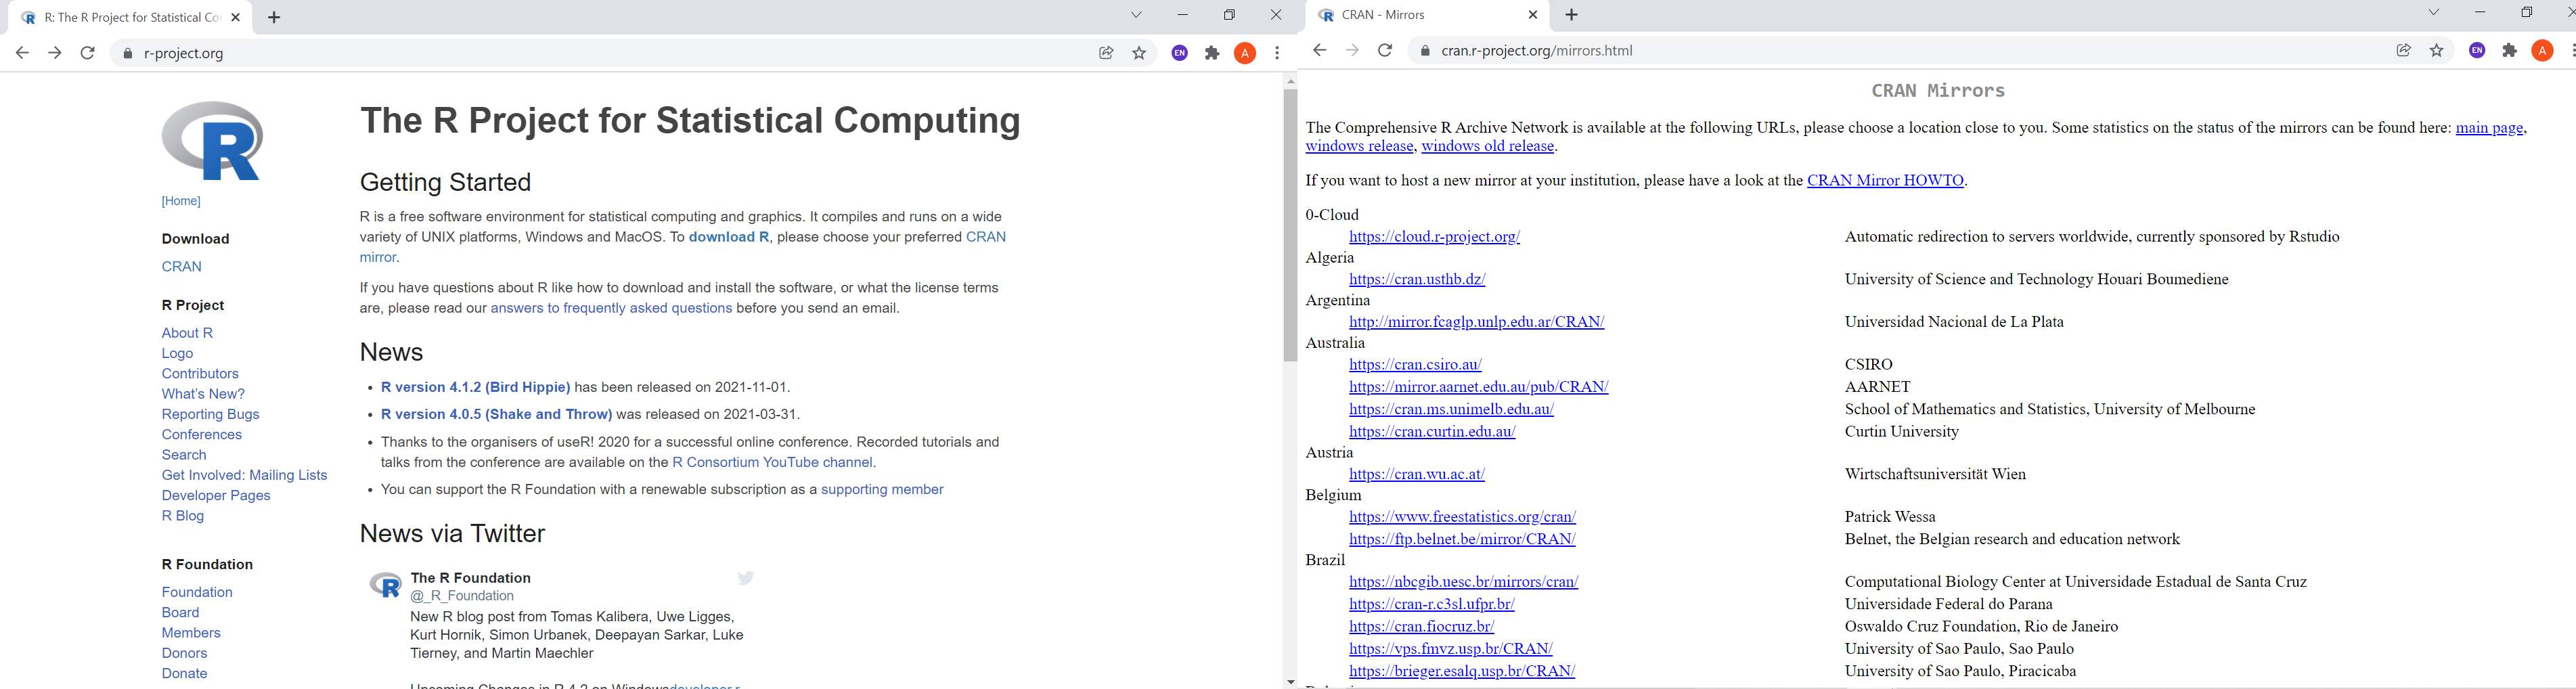 R: The R Project for Statistical Co
r-project.org
EN
A
R
[Home]
Download
CRAN
R Project
About R
Logo
Contributors
What's New?
Reporting Bugs
Conferences
Search
Get Involved: Mailing Lists
Developer Pages
R Blog
R Foundation
Foundation
Board
Members
Donors
Donate
The R Project for Statistical Computing
Getting Started
R is a free software environment for statistical computing and graphics. It compiles and runs on a wide
variety of UNIX platforms, Windows and MacOS. To download R, please choose your preferred CRAN
mirror.
If you have questions about R like how to download and install the software, or what the license terms
are, please read our answers to frequently asked questions before you send an email.
News
• R version 4.1.2 (Bird Hippie) has been released on 2021-11-01.
• R version 4.0.5 (Shake and Throw) was released on 2021-03-31.
• Thanks to the organisers of useR! 2020 for a successful online conference. Recorded tutorials and
talks from the conference are available on the R Consortium YouTube channel.
• You can support the R Foundation with a renewable subscription as a supporting member
News via Twitter
R
The R Foundation
@_R_Foundation
New R blog post from Tomas Kalibera, Uwe Ligges,
Kurt Hornik, Simon Urbanek, Deepayan Sarkar, Luke
Tierney, and Martin Maechler
Upcoming Changes in R 4.2 on Windowsdeveloper.r-
CRAN - Mirrors
cran.r-project.org/mirrors.html
EN
A
CRAN Mirrors
The Comprehensive R Archive Network is available at the following URLs, please choose a location close to you. Some statistics on the status of the mirrors can be found here: main page,
windows release, windows old release.
If you want to host a new mirror at your institution, please have a look at the CRAN Mirror HOWTO.
0-Cloud
https://cloud.r-project.org/ Automatic redirection to servers worldwide, currently sponsored by Rstudio
Algeria
https://cran.usthb.dz/ University of Science and Technology Houari Boumediene
Argentina
http://mirror.fcaglp.unlp.edu.ar/CRAN/ Universidad Nacional de La Plata
Australia
https://cran.csiro.au/ CSIRO
https://mirror.aarnet.edu.au/pub/CRAN/ AARNET
https://cran.ms.unimelb.edu.au/ School of Mathematics and Statistics, University of Melbourne
https://cran.curtin.edu.au/ Curtin University
Austria
https://cran.wu.ac.at/ Wirtschaftsuniversität Wien
Belgium
https://www.freestatistics.org/cran/ Patrick Wessa
https://ftp.belnet.be/mirror/CRAN/ Belnet, the Belgian research and education network
Brazil
https://nbcgib.uesc.br/mirrors/cran/ Computational Biology Center at Universidade Estadual de Santa Cruz
https://cran-r.c3sl.ufpr.br/ Universidade Federal do Parana
https://cran.fiocruz.br/ Oswaldo Cruz Foundation, Rio de Janeiro
https://vps.fmvz.usp.br/CRAN/ University of Sao Paulo, Sao Paulo
https://brieger.esalq.usp.br/CRAN/ University of Sao Paulo, Piracicaba